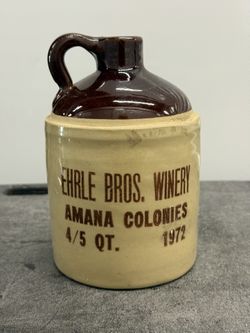 EHRLE BROS. WINERY
AMANA COLONIES
4/5 QT. 1972